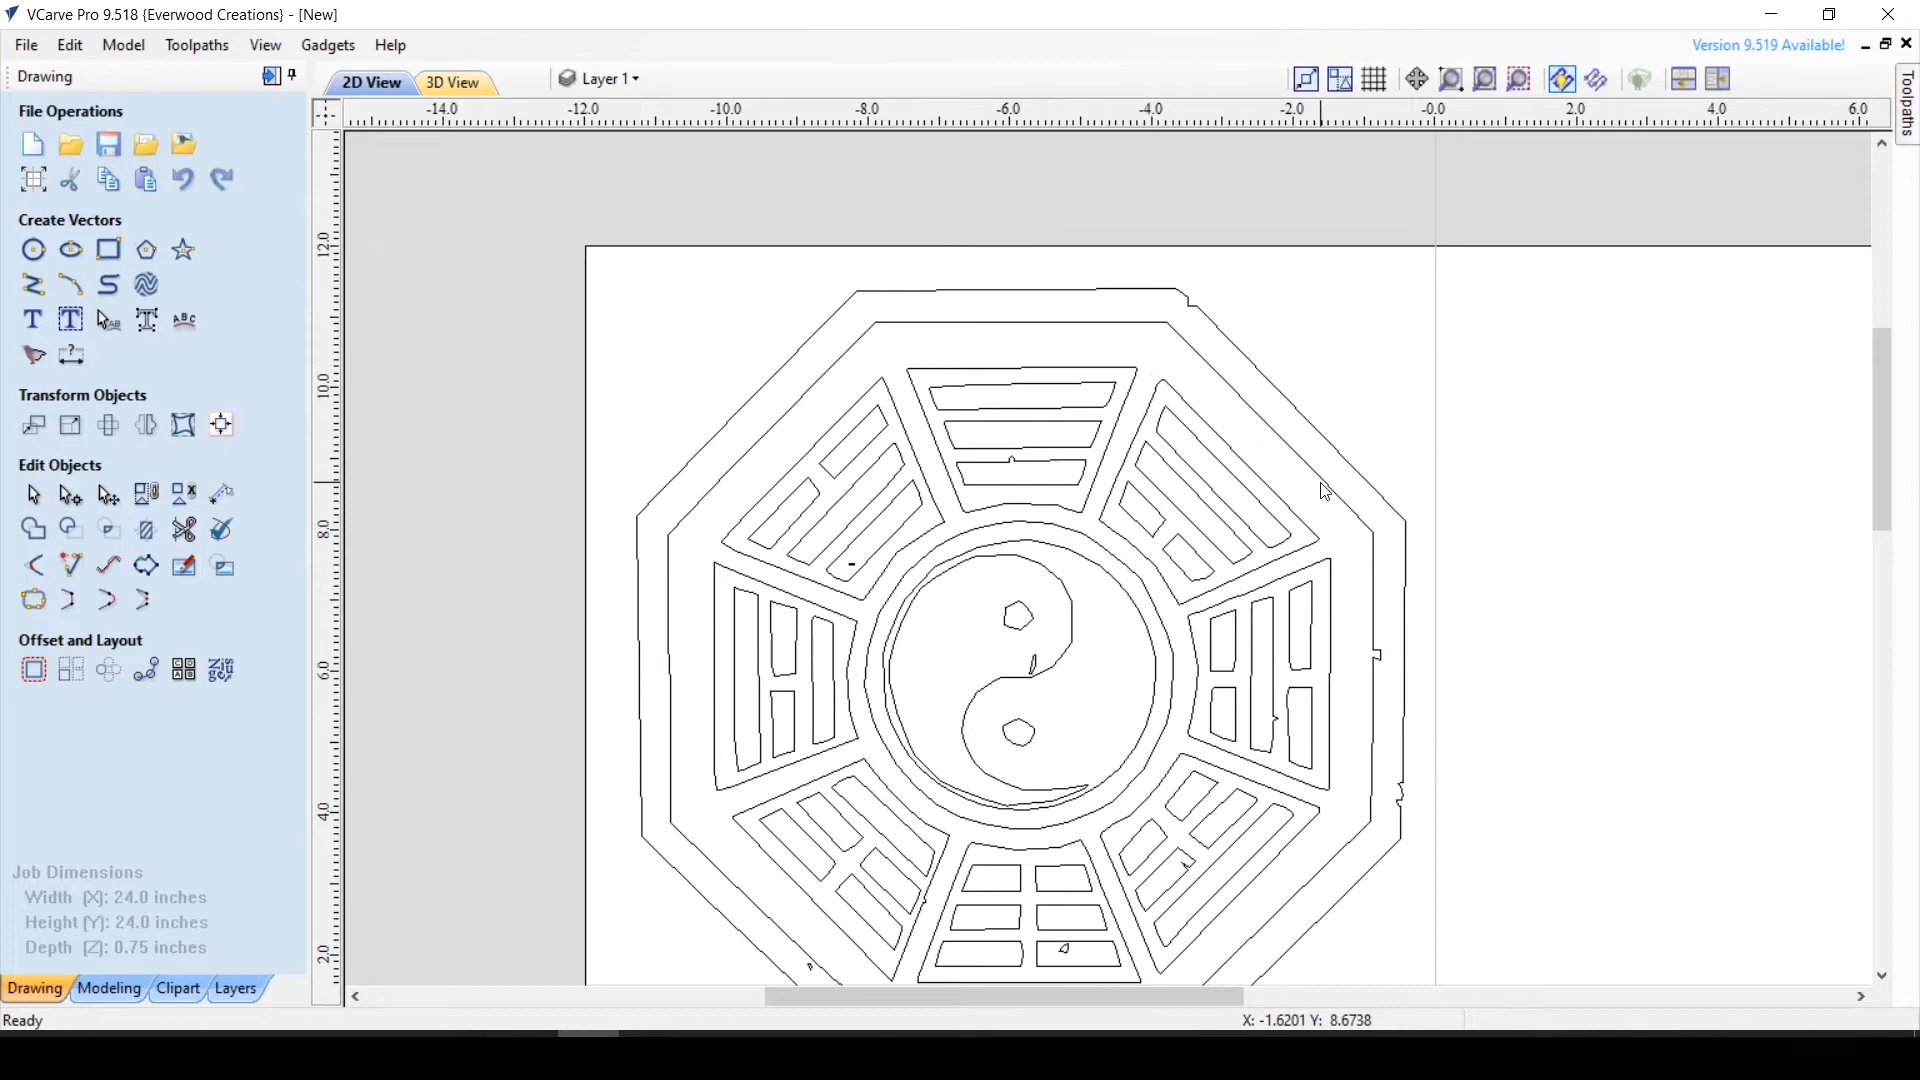 VCarve Pro 9.518 {Everwood Creations} - [New]
File Edit Model Toolpaths View Gadgets Help
Version 9.519 Available!
Drawing
2D View 3D View Layer 1
Toolpaths
-14.0 -12.0 -10.0 -8.0 -6.0 -4.0 -2.0 -0.0 2.0 4.0 6.0
12.0
10.0
8.0
6.0
4.0
2.0
File Operations
Create Vectors
Transform Objects
Edit Objects
Offset and Layout
Job Dimensions
Width (X): 24.0 inches
Height (Y): 24.0 inches
Depth (Z): 0.75 inches
Drawing Modeling Clipart Layers
Ready
X: -1.6201 Y: 8.6738